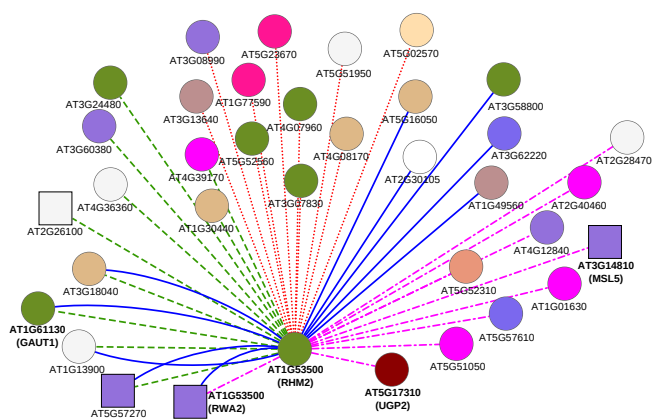 AT3G08990
AT5G23670
AT5G51950
AT5G02570
AT3G24480
AT3G13640
AT1G77590
AT4G07960
AT5G16050
AT3G58800
AT3G60380
AT4G39170
AT5G52560
AT4G08170
AT2G30105
AT3G62220
AT2G28470
AT4G36360
AT1G30440
AT3G07830
AT1G49560
AT2G40460
AT2G26100
AT4G12840
AT3G14810
(MSL5)
AT3G18040
AT5G52310
AT1G01630
AT1G61130
(GAUT1)
AT5G57610
AT1G13900
AT1G53500
(RHM2)
AT5G51050
AT5G57270
AT1G53500
(RWA2)
AT5G17310
(UGP2)